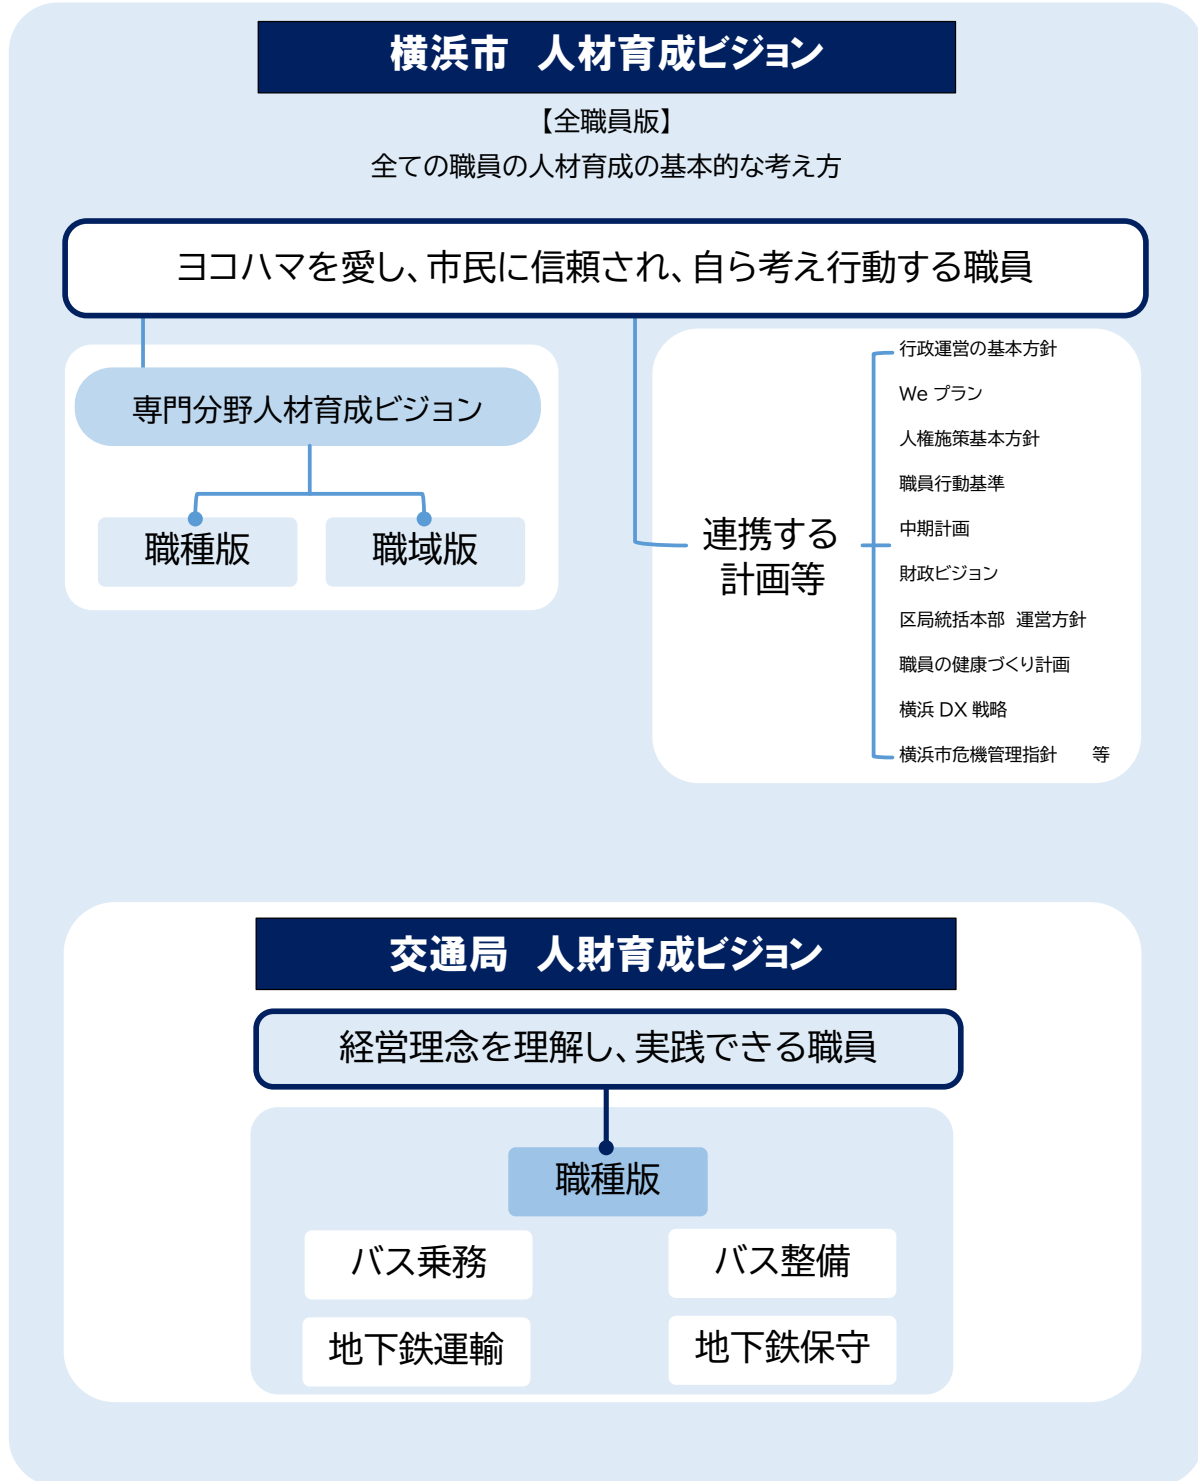 横浜市　人材育成ビジョン
【全職員版】
全ての職員の人材育成の基本的な考え方
ヨコハマを愛し、市民に信頼され、自ら考え行動する職員
専門分野人材育成ビジョン
職種版
職域版
連携する
計画等
行政運営の基本方針
We プラン
人権施策基本方針
職員行動基準
中期計画
財政ビジョン
区局統括本部　運営方針
職員の健康づくり計画
横浜 DX 戦略
横浜市危機管理指針　　等
交通局　人財育成ビジョン
経営理念を理解し、実践できる職員
職種版
バス乗務
バス整備
地下鉄運輸
地下鉄保守